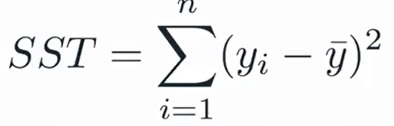 SST = \sum_{i=1}^{n} (y_i - \bar{y})^2